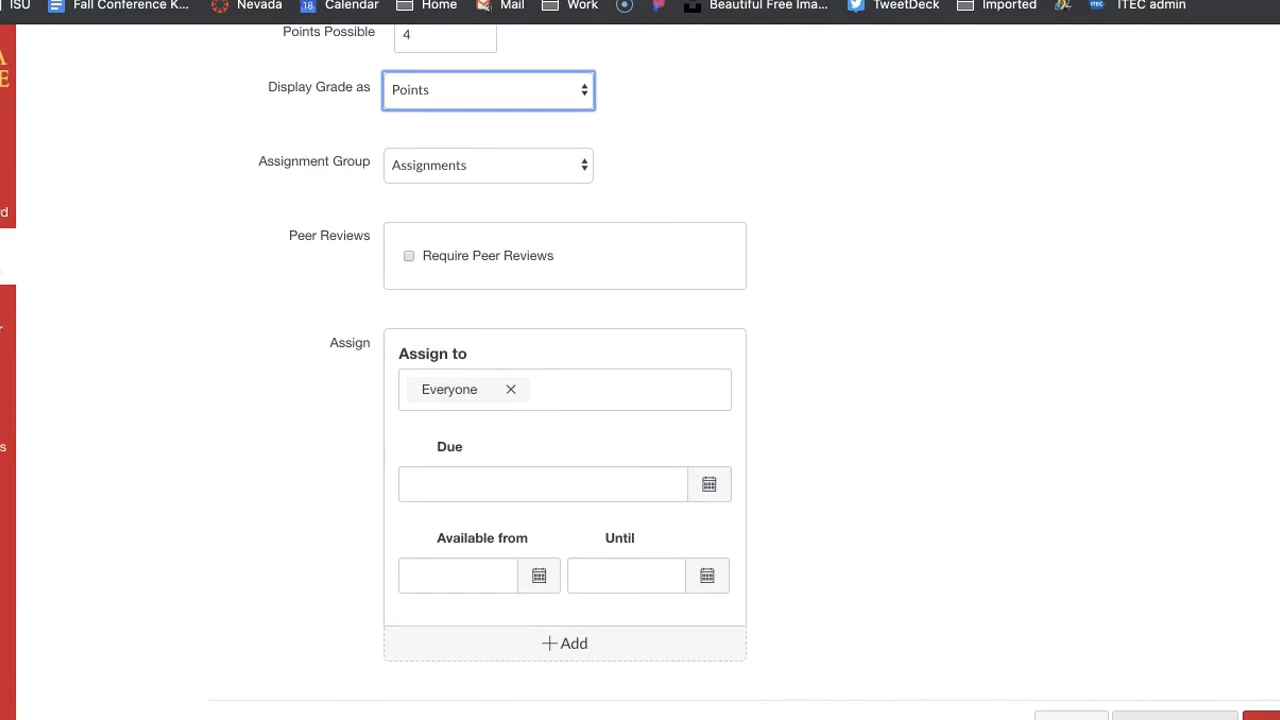 ISU Fall Conference K... Nevada 18 Calendar Home Mail Work Beautiful Free Ima... TweetDeck Imported ITEC ITEC admin
Points Possible 4
Display Grade as Points
Assignment Group Assignments
Peer Reviews
Require Peer Reviews
Assign
Assign to
Everyone
Due
Available from Until
Add